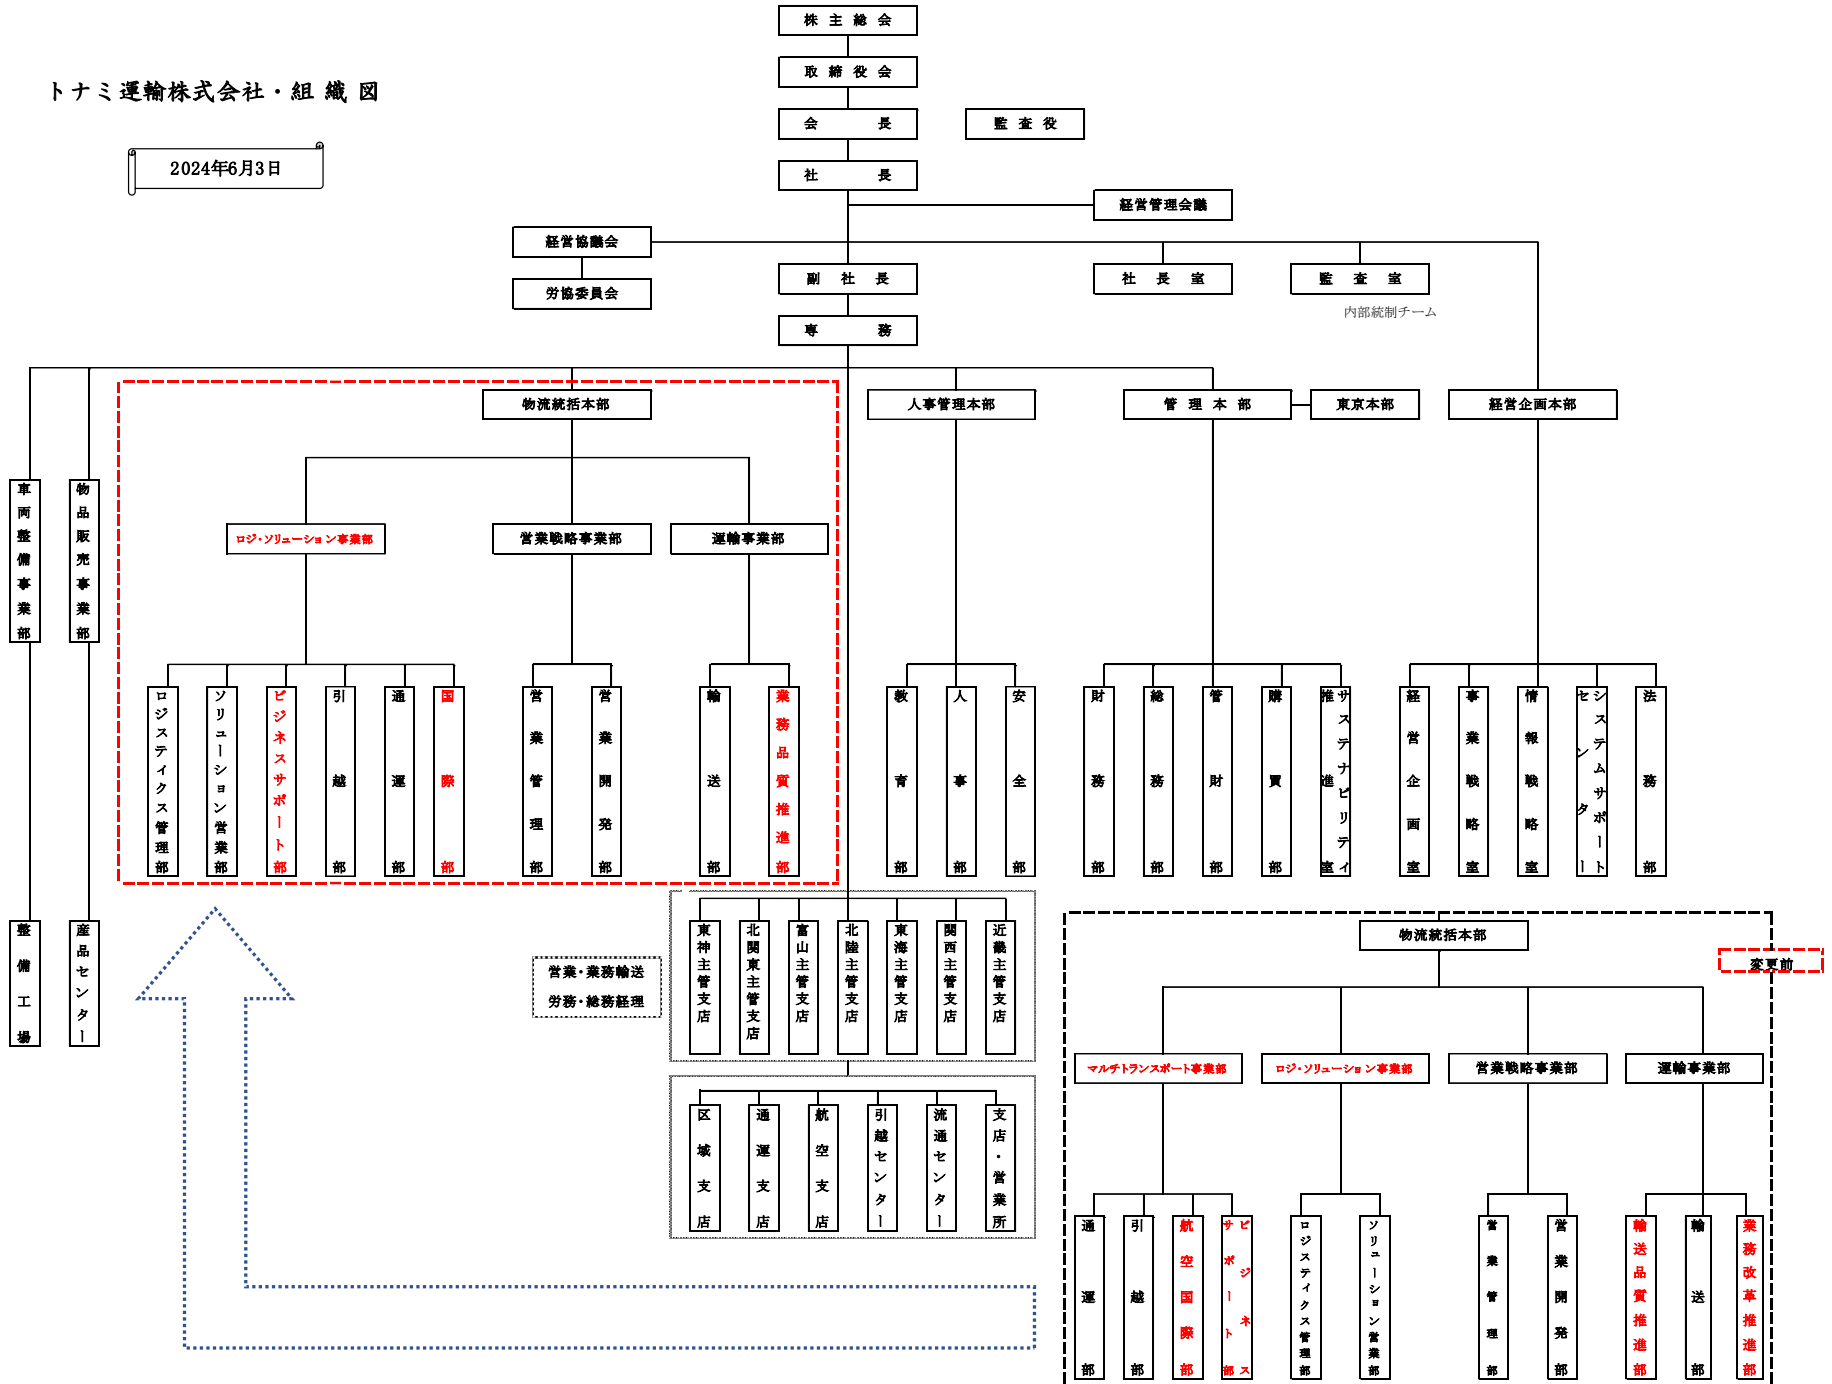 株主総会
取締役会
トナミ運輸株式会社・組織図
会長
監査役
2024年6月3日
社長
経営管理会議
経営協議会
副社長
社長室
監査室
労協委員会
内部統制チーム
専務
物流統括本部
人事管理本部
管理本部
東京本部
経営企画本部
車両整備事業部
物品販売事業部
ロジ・ソリューション事業部
営業戦略事業部
運輸事業部
ロジスティクス管理部
ソリューション営業部
ビジネスサポート部
引越部
通運部
国際部
営業管理部
営業開発部
輸送部
業務品質推進部
教育部
人事部
安全部
財務部
総務部
管財部
購買部
サステナビリティ
推進室
経営企画室
事業戦略室
情報戦略室
システムサポート
センター
法務部
整備工場
産品センター
営業・業務輸送
労務・総務経理
東神主管支店
北関東主管支店
富山主管支店
北陸主管支店
東海主管支店
関西主管支店
近畿主管支店
区域支店
通運支店
航空支店
引越センター
流通センター
支店・営業所
物流統括本部
変更前
マルチトランスポート事業部
ロジ・ソリューション事業部
営業戦略事業部
運輸事業部
通運部
引越部
航空国際部
ビジネス
サポート部
ロジスティクス管理部
ソリューション営業部
営業管理部
営業開発部
輸送品質推進部
輸送部
業務改革推進部